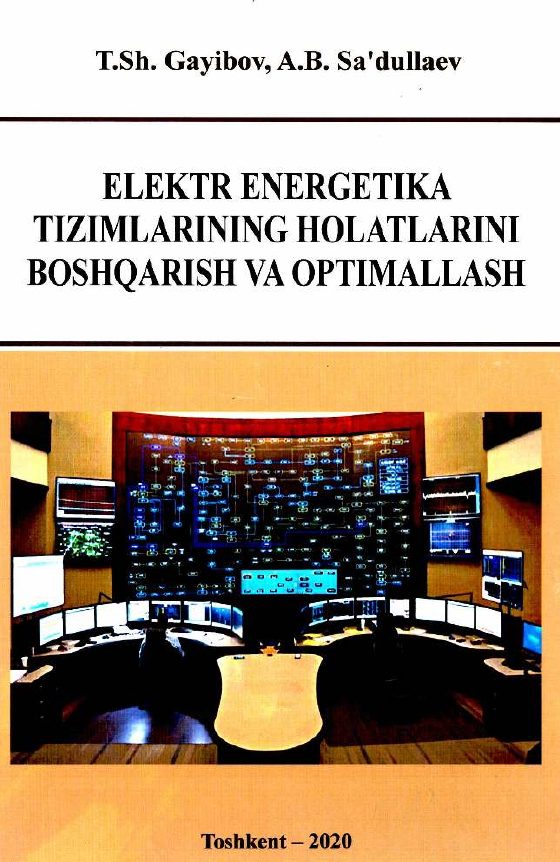 T.Sh. Gayibov, A.B. Sa'dullaev
ELEKTR ENERGETIKA
TIZIMLARINING HOLATLARINI
BOSHQARISH VA OPTIMALLASH
Toshkent – 2020